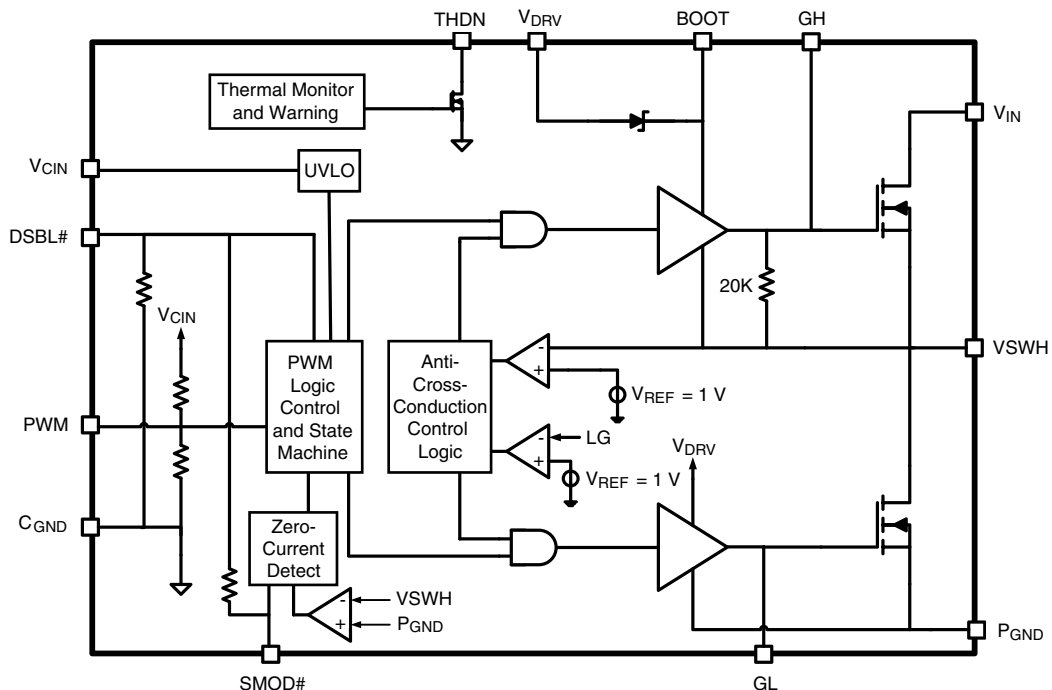 THDN
VDRV
BOOT
GH
Thermal Monitor
and Warning
VIN
VCIN
UVLO
DSBL#
20K
VCIN
VSWH
PWM
Logic
Control
and State
Machine
Anti-
Cross-
Conduction
Control
Logic
-
+
VREF = 1 V
PWM
-
+
LG
VREF = 1 V
VDRV
CGND
Zero-
Current
Detect
-
+
VSWH
PGND
PGND
SMOD#
GL